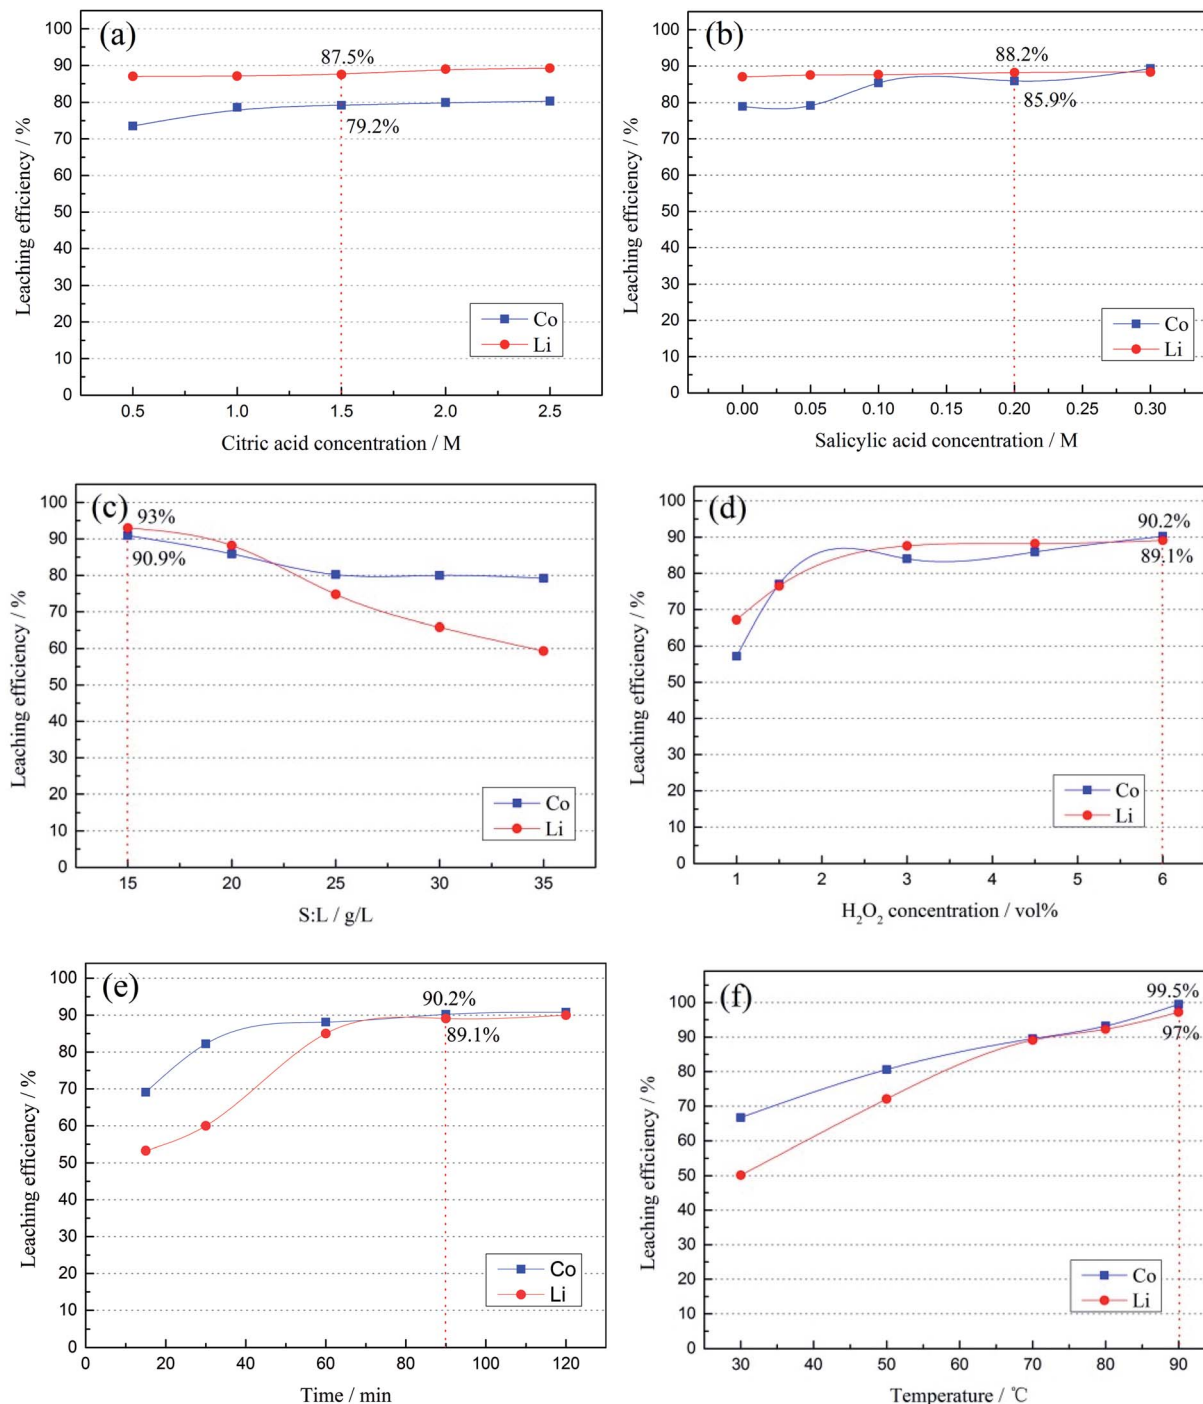 (a)
Leaching efficiency / %
100
90
80
70
60
50
40
30
20
10
0
87.5%
79.2%
Co
Li
0.5 1.0 1.5 2.0 2.5
Citric acid concentration / M
(b)
Leaching efficiency / %
100
90
80
70
60
50
40
30
20
10
0
88.2%
85.9%
Co
Li
0.00 0.05 0.10 0.15 0.20 0.25 0.30
Salicylic acid concentration / M
(c)
Leaching efficiency / %
100
90
80
70
60
50
40
30
20
10
0
93%
90.9%
Co
Li
15 20 25 30 35
S:L / g/L
(d)
Leaching efficiency / %
100
90
80
70
60
50
40
30
20
10
0
90.2%
89.1%
Co
Li
1 2 3 4 5 6
H₂O₂ concentration / vol%
(e)
Leaching efficiency / %
100
90
80
70
60
50
40
30
20
10
0
90.2%
89.1%
Co
Li
0 20 40 60 80 100 120
Time / min
(f)
Leaching efficiency / %
100
90
80
70
60
50
40
30
20
10
0
99.5%
97%
Co
Li
30 40 50 60 70 80 90
Temperature / ℃